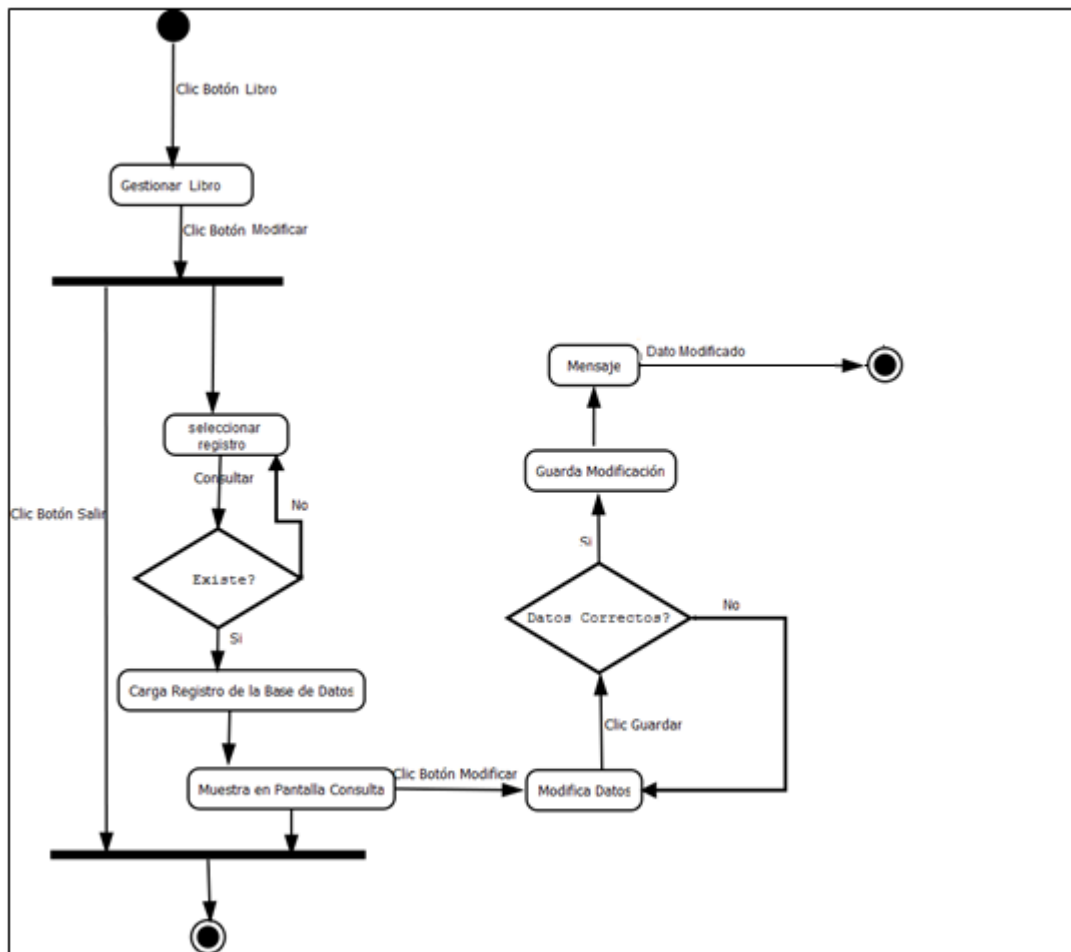 Clic Botón Libro
Gestionar Libro
Clic Botón Modificar
Mensaje
Dato Modificado
seleccionar
registro
Consultar
Guarda Modificación
No
Clic Botón Salir
Si
Existe?
Datos Correctos?
No
Si
Carga Registro de la Base de Datos
Clic Guardar
Clic Botón Modificar
Muestra en Pantalla Consulta
Modifica Datos